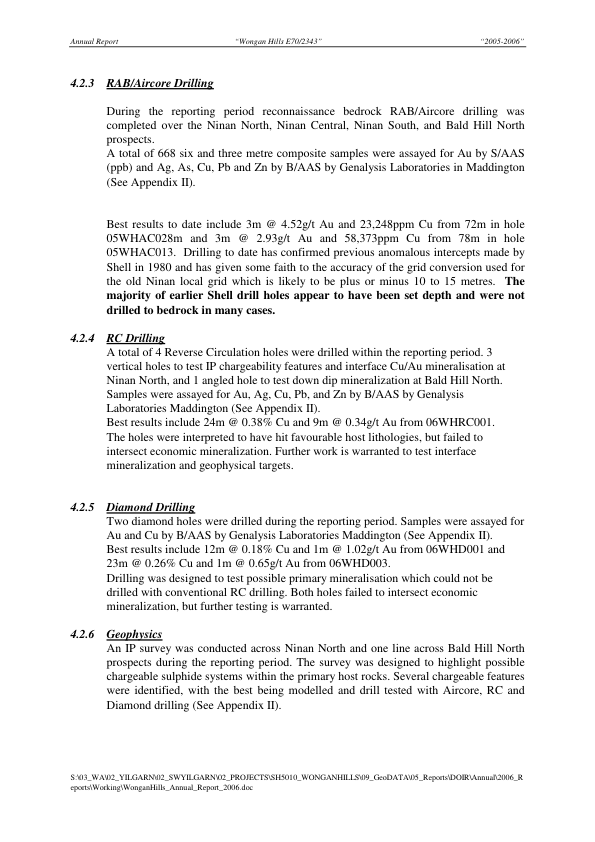 Annual Report "Wongan Hills E70/2343" "2005-2006"
4.2.3 RAB/Aircore Drilling
During the reporting period reconnaissance bedrock RAB/Aircore drilling was
completed over the Ninan North, Ninan Central, Ninan South, and Bald Hill North
prospects.
A total of 668 six and three metre composite samples were assayed for Au by S/AAS
(ppb) and Ag, As, Cu, Pb and Zn by B/AAS by Genalysis Laboratories in Maddington
(See Appendix II).
Best results to date include 3m @ 4.52g/t Au and 23,248ppm Cu from 72m in hole
05WHAC028m and 3m @ 2.93g/t Au and 58,373ppm Cu from 78m in hole
05WHAC013. Drilling to date has confirmed previous anomalous intercepts made by
Shell in 1980 and has given some faith to the accuracy of the grid conversion used for
the old Ninan local grid which is likely to be plus or minus 10 to 15 metres. The
majority of earlier Shell drill holes appear to have been set depth and were not
drilled to bedrock in many cases.
4.2.4 RC Drilling
A total of 4 Reverse Circulation holes were drilled within the reporting period. 3
vertical holes to test IP chargeability features and interface Cu/Au mineralisation at
Ninan North, and 1 angled hole to test down dip mineralization at Bald Hill North.
Samples were assayed for Au, Ag, Cu, Pb, and Zn by B/AAS by Genalysis
Laboratories Maddington (See Appendix II).
Best results include 24m @ 0.38% Cu and 9m @ 0.34g/t Au from 06WHRC001.
The holes were interpreted to have hit favourable host lithologies, but failed to
intersect economic mineralization. Further work is warranted to test interface
mineralization and geophysical targets.
4.2.5 Diamond Drilling
Two diamond holes were drilled during the reporting period. Samples were assayed for
Au and Cu by B/AAS by Genalysis Laboratories Maddington (See Appendix II).
Best results include 12m @ 0.18% Cu and 1m @ 1.02g/t Au from 06WHD001 and
23m @ 0.26% Cu and 1m @ 0.65g/t Au from 06WHD003.
Drilling was designed to test possible primary mineralisation which could not be
drilled with conventional RC drilling. Both holes failed to intersect economic
mineralization, but further testing is warranted.
4.2.6 Geophysics
An IP survey was conducted across Ninan North and one line across Bald Hill North
prospects during the reporting period. The survey was designed to highlight possible
chargeable sulphide systems within the primary host rocks. Several chargeable features
were identified, with the best being modelled and drill tested with Aircore, RC and
Diamond drilling (See Appendix II).
S:\03_WA\02_YILGARN\02_SWYILGARN\02_PROJECTS\SH5010_WONGANHILLS\09_GeoDATA\05_Reports\DOIR\Annual\2006_R
eports\Working\WonganHills_Annual_Report_2006.doc